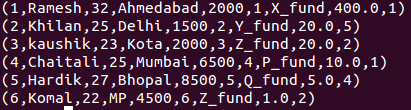 (1,Ramesh,32,Ahmedabad,2000,1,X_fund,400.0,1)
(2,Khilan,25,Delhi,1500,2,Y_fund,20.0,5)
(3,kaushik,23,Kota,2000,3,Z_fund,20.0,2)
(4,Chaitali,25,Mumbai,6500,4,P_fund,10.0,1)
(5,Hardik,27,Bhopal,8500,5,Q_fund,5.0,4)
(6,Komal,22,MP,4500,6,Z_fund,1.0,2)